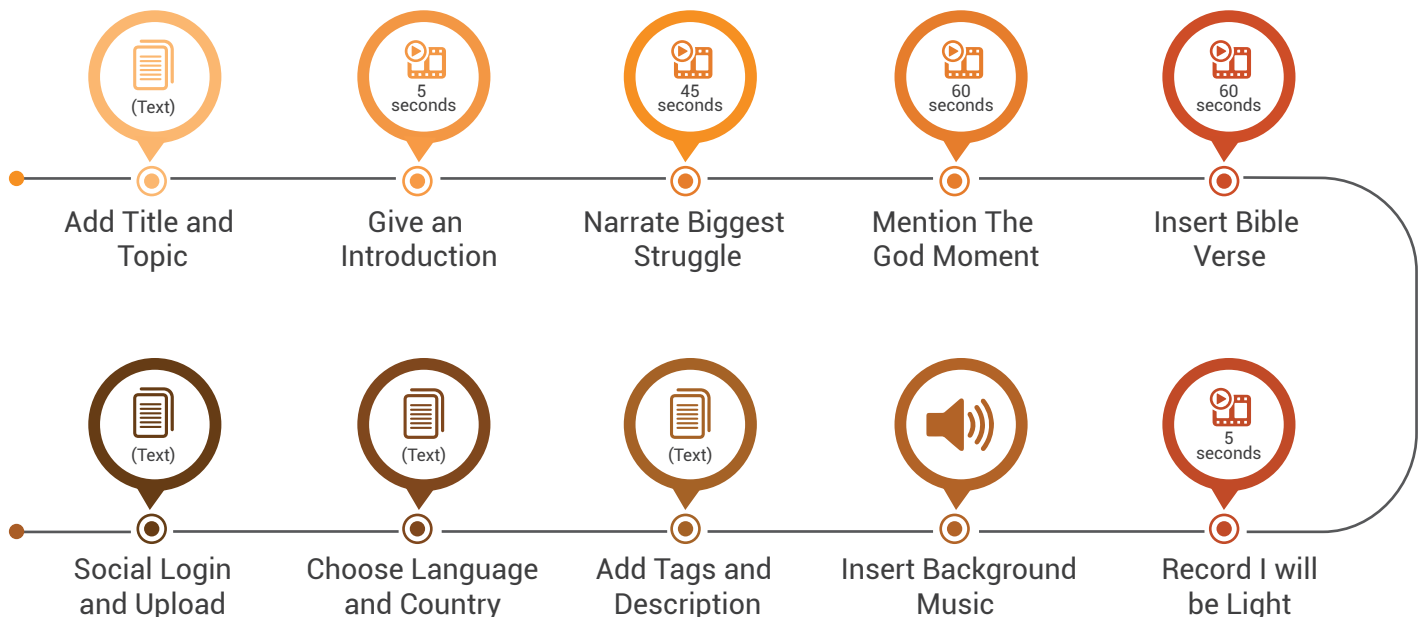 (Text)
5
seconds
45
seconds
60
seconds
60
seconds
Add Title and
Topic
Give an
Introduction
Narrate Biggest
Struggle
Mention The
God Moment
Insert Bible
Verse
(Text)
(Text)
(Text)
5
seconds
Social Login
and Upload
Choose Language
and Country
Add Tags and
Description
Insert Background
Music
Record I will
be Light